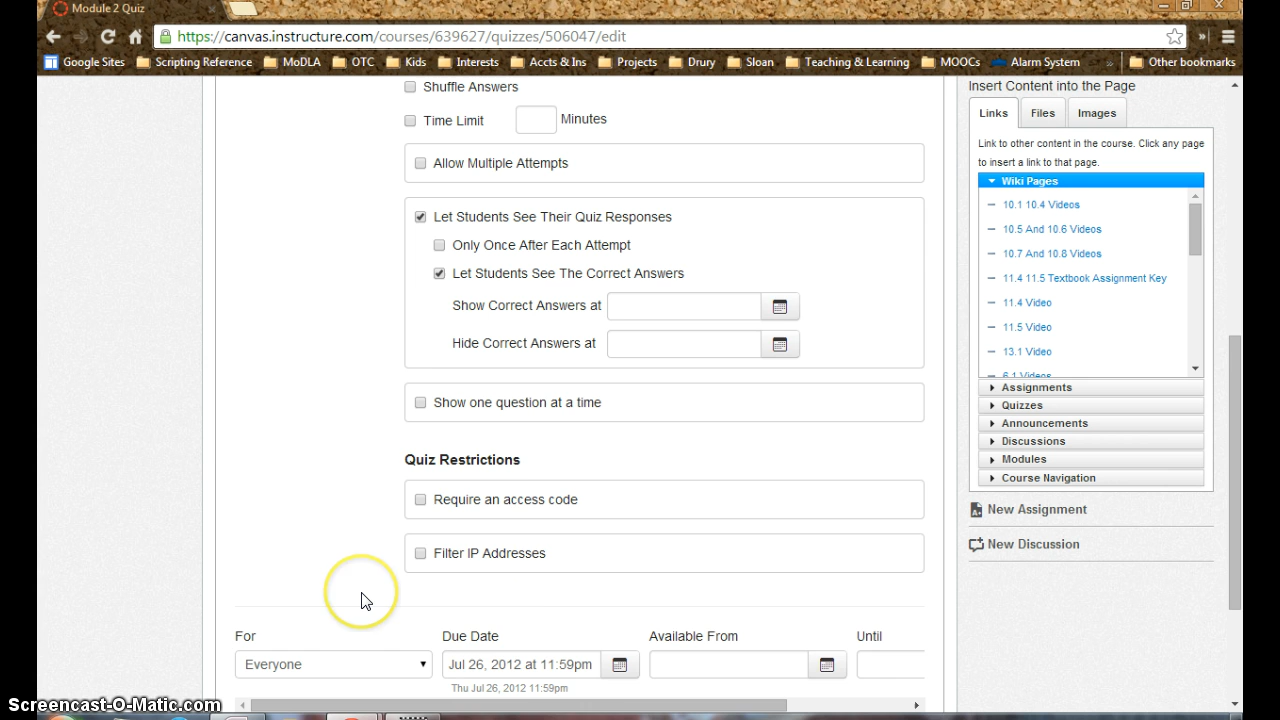 Module 2 Quiz
https://canvas.instructure.com/courses/639627/quizzes/506047/edit
Google Sites Scripting Reference MoDLA OTC Kids Interests Accts & Ins Projects Drury Sloan Teaching & Learning MOOCs Alarm System » Other bookmarks
Shuffle Answers
Time Limit Minutes
Allow Multiple Attempts
Let Students See Their Quiz Responses
Only Once After Each Attempt
Let Students See The Correct Answers
Show Correct Answers at
Hide Correct Answers at
Show one question at a time
Quiz Restrictions
Require an access code
Filter IP Addresses
For Due Date Available From Until
Everyone Jul 26, 2012 at 11:59pm
Thu Jul 26, 2012 11:59pm
Insert Content into the Page
Links Files Images
Link to other content in the course. Click any page
to insert a link to that page.
Wiki Pages
10.1 10.4 Videos
10.5 And 10.6 Videos
10.7 And 10.8 Videos
11.4 11.5 Textbook Assignment Key
11.4 Video
11.5 Video
13.1 Video
6.1 Videos
Assignments
Quizzes
Announcements
Discussions
Modules
Course Navigation
New Assignment
New Discussion
Screencast-O-Matic.com